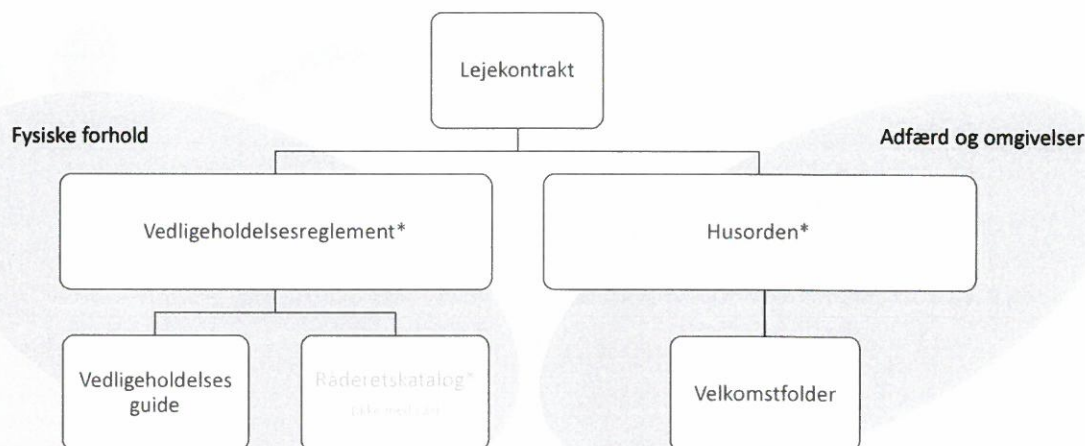 Lejekontrakt
Fysiske forhold
Adfærd og omgivelser
Vedligeholdelsesreglement*
Husorden*
Vedligeholdelses
guide
Råderetskatalog*
Velkomstfolder